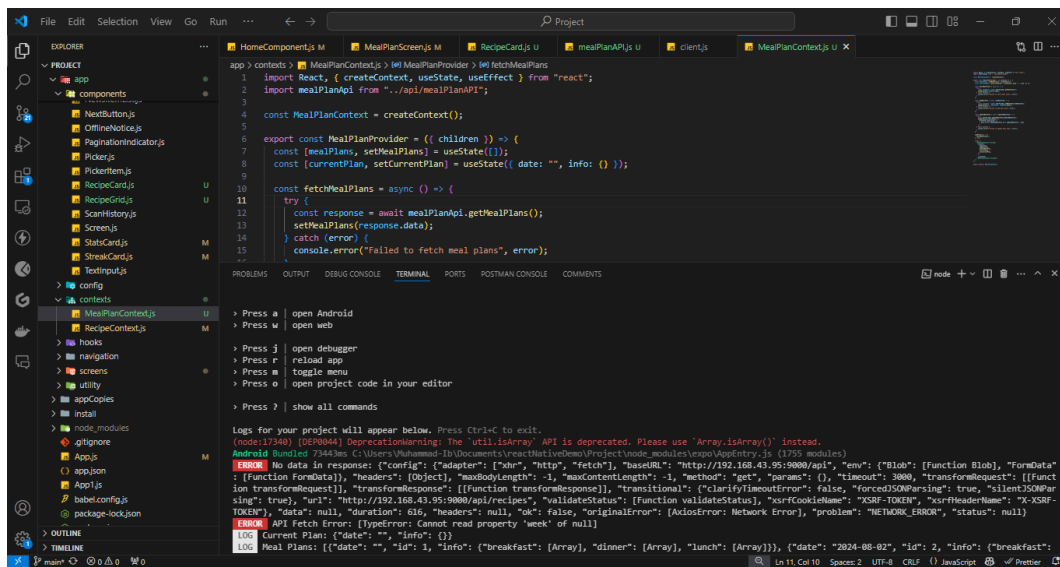 File Edit Selection View Go Run ··· Project
EXPLORER ···
PROJECT
app
components
NextButton.js
OfflineNotice.js
PaginationIndicator.js
Picker.js
PickerItem.js
RecipeCard.js U
RecipeGrid.js U
ScanHistory.js
Screen.js
StatsCard.js M
StreakCard.js M
TextInput.js
config
contexts
MealPlanContext.js U
RecipeContext.js M
hooks
navigation
screens
utility
appCopies
install
node_modules
.gitignore
App.js M
app.json
App1.js
babel.config.js
package-lock.json
OUTLINE
TIMELINE
21
HomeComponent.js M MealPlanScreen.js M RecipeCard.js U mealPlanAPI.js U client.js MealPlanContext.js U
app > contexts > MealPlanContext.js > MealPlanProvider > fetchMealPlans
1 import React, { createContext, useState, useEffect } from "react";
2 import mealPlanApi from "../api/mealPlanAPI";
3
4 const MealPlanContext = createContext();
5
6 export const MealPlanProvider = ({ children }) => {
7 const [mealPlans, setMealPlans] = useState([]);
8 const [currentPlan, setCurrentPlan] = useState({ date: "", info: {} });
9
10 const fetchMealPlans = async () => {
11 try {
12 const response = await mealPlanApi.getMealPlans();
13 setMealPlans(response.data);
14 } catch (error) {
15 console.error("Failed to fetch meal plans", error);
PROBLEMS OUTPUT DEBUG CONSOLE TERMINAL PORTS POSTMAN CONSOLE COMMENTS node
› Press a | open Android
› Press w | open web
› Press j | open debugger
› Press r | reload app
› Press m | toggle menu
› Press o | open project code in your editor
› Press ? | show all commands
Logs for your project will appear below. Press Ctrl+C to exit.
(node:17340) [DEP0044] DeprecationWarning: The `util.isArray` API is deprecated. Please use `Array.isArray()` instead.
Android Bundled 73443ms C:\Users\Muhammad-Ib\Documents\reactNativeDemo\Project\node_modules\expo\AppEntry.js (1755 modules)
ERROR No data in response: {"config": {"adapter": ["xhr", "http", "fetch"], "baseURL": "http://192.168.43.95:9000/api", "env": {"Blob": [Function Blob], "FormData"
: [Function FormData]}, "headers": [Object], "maxBodyLength": -1, "maxContentLength": -1, "method": "get", "params": {}, "timeout": 3000, "transformRequest": [[Funct
ion transformRequest]], "transformResponse": [[Function transformResponse]], "transitional": {"clarifyTimeoutError": false, "forcedJSONParsing": true, "silentJSONPar
sing": true}, "url": "http://192.168.43.95:9000/api/recipes", "validateStatus": [Function validateStatus], "xsrfCookieName": "XSRF-TOKEN", "xsrfHeaderName": "X-XSRF-
TOKEN"}, "data": null, "duration": 616, "headers": null, "ok": false, "originalError": [AxiosError: Network Error], "problem": "NETWORK_ERROR", "status": null}
ERROR API Fetch Error: [TypeError: Cannot read property 'week' of null]
LOG Current Plan: {"date": "", "info": {}}
LOG Meal Plans: [{"date": "", "id": 1, "info": {"breakfast": [Array], "dinner": [Array], "lunch": [Array]}}, {"date": "2024-08-02", "id": 2, "info": {"breakfast":
main* 0 0 0 Ln 11, Col 10 Spaces: 2 UTF-8 CRLF {} JavaScript Prettier